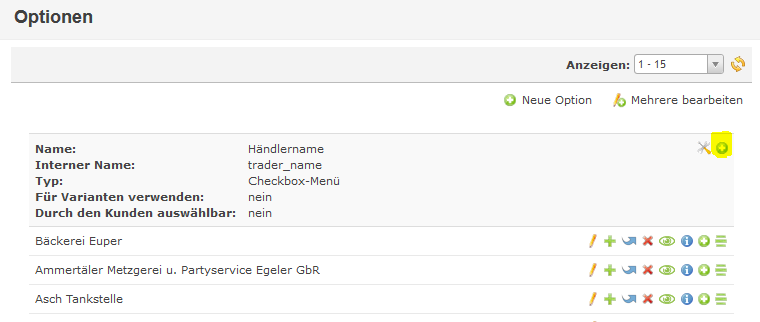 Optionen
Anzeigen: 1 - 15
Neue Option Mehrere bearbeiten
Name: Händlername
Interner Name: trader_name
Typ: Checkbox-Menü
Für Varianten verwenden: nein
Durch den Kunden auswählbar: nein
Bäckerei Euper
Ammertäler Metzgerei u. Partyservice Egeler GbR
Asch Tankstelle